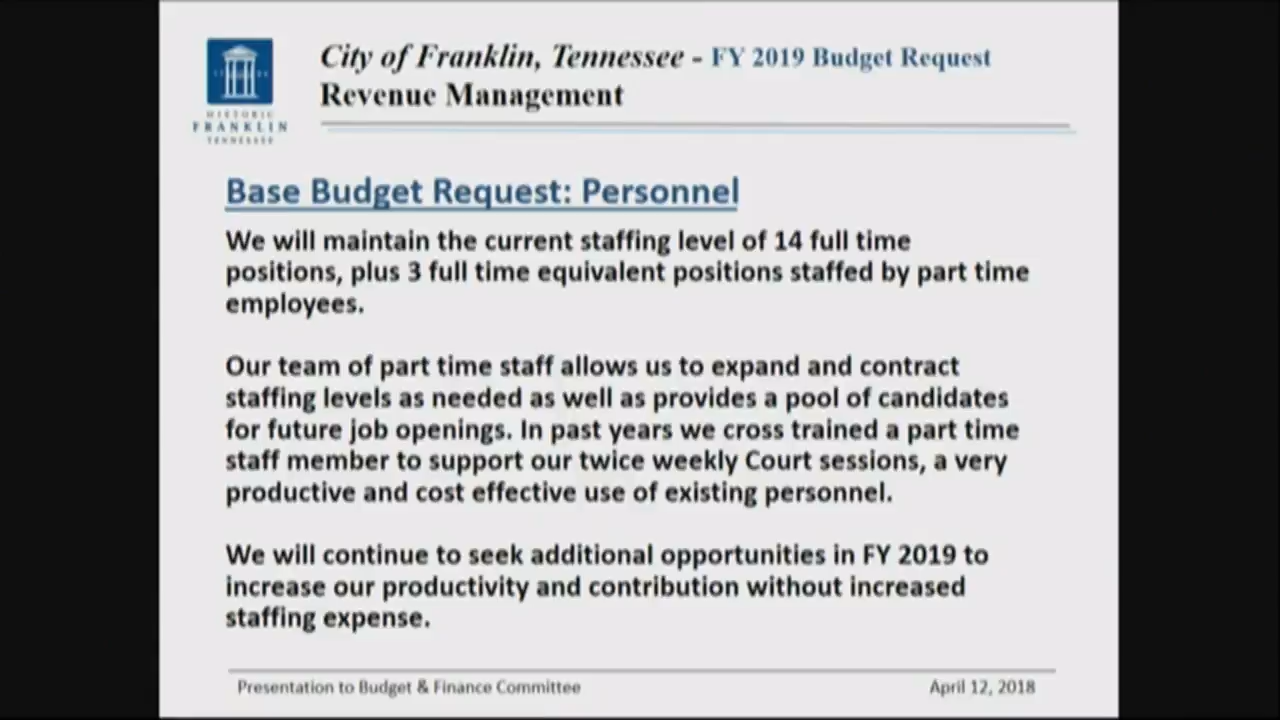 City of Franklin, Tennessee - FY 2019 Budget Request
Revenue Management
HISTORIC
FRANKLIN
TENNESSEE
Base Budget Request: Personnel
We will maintain the current staffing level of 14 full time
positions, plus 3 full time equivalent positions staffed by part time
employees.
Our team of part time staff allows us to expand and contract
staffing levels as needed as well as provides a pool of candidates
for future job openings. In past years we cross trained a part time
staff member to support our twice weekly Court sessions, a very
productive and cost effective use of existing personnel.
We will continue to seek additional opportunities in FY 2019 to
increase our productivity and contribution without increased
staffing expense.
Presentation to Budget & Finance Committee
April 12, 2018